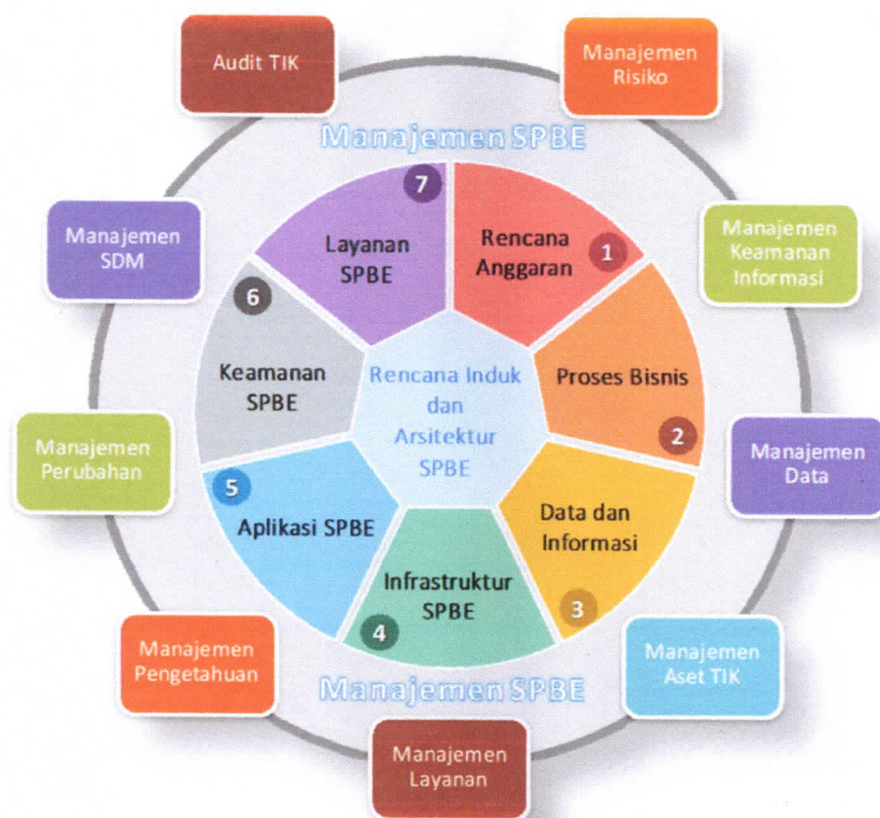 Audit TIK
Manajemen
Risiko
Manajemen SPBE
Manajemen
SDM
Manajemen
Keamanan
Informasi
7
Layanan
SPBE
Rencana
Anggaran
1
6
Keamanan
SPBE
Rencana Induk
dan
Arsitektur
SPBE
Proses Bisnis
2
Manajemen
Perubahan
Manajemen
Data
5
Aplikasi SPBE
Data dan
Informasi
3
Infrastruktur
SPBE
4
Manajemen
Pengetahuan
Manajemen
Aset TIK
Manajemen SPBE
Manajemen
Layanan